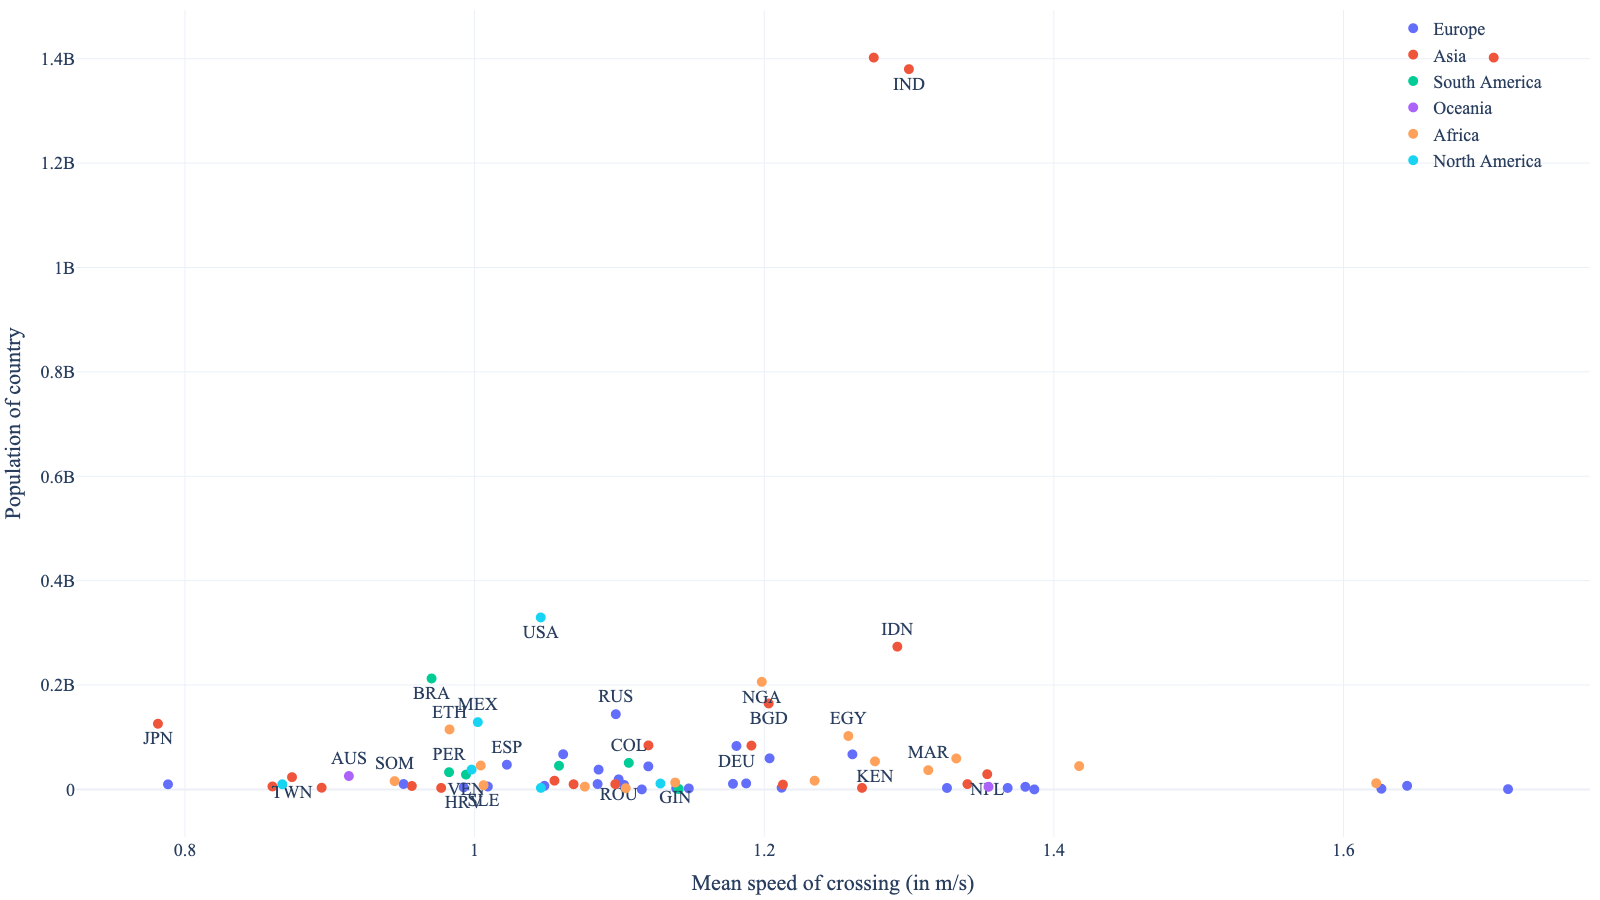 Europe
1.4B
Asia
IND
South America
Oceania
Africa
1.2B
North America
1B
0.8B
Population of country
0.6B
0.4B
USA
IDN
0.2B
BRA
RUS
NGA
MEX
ETH
BGD
EGY
JPN
ESP
COL
MAR
PER
AUS
SOM
DEU
KEN
0
TWN
VEN
NPL
ROU
GIN
HRV
SLE
0.8
1
1.2
1.4
1.6
Mean speed of crossing (in m/s)